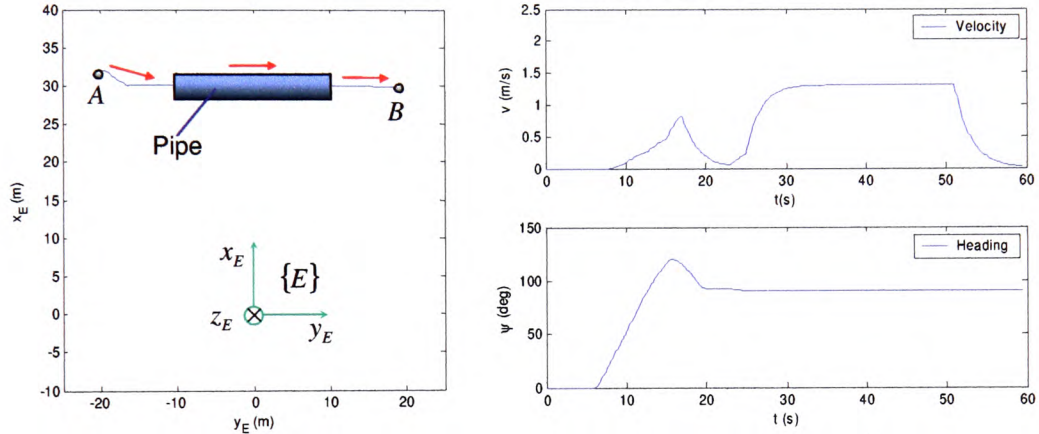 40
35
30
25
20
15
10
5
0
-5
-10
x_E (m)
-20 -10 0 10 20
y_E (m)
A
B
Pipe
x_E
{E}
z_E
y_E
2.5
2
1.5
1
0.5
0
v (m/s)
Velocity
0 10 20 30 40 50 60
t(s)
150
100
50
0
ψ (deg)
Heading
0 10 20 30 40 50 60
t (s)